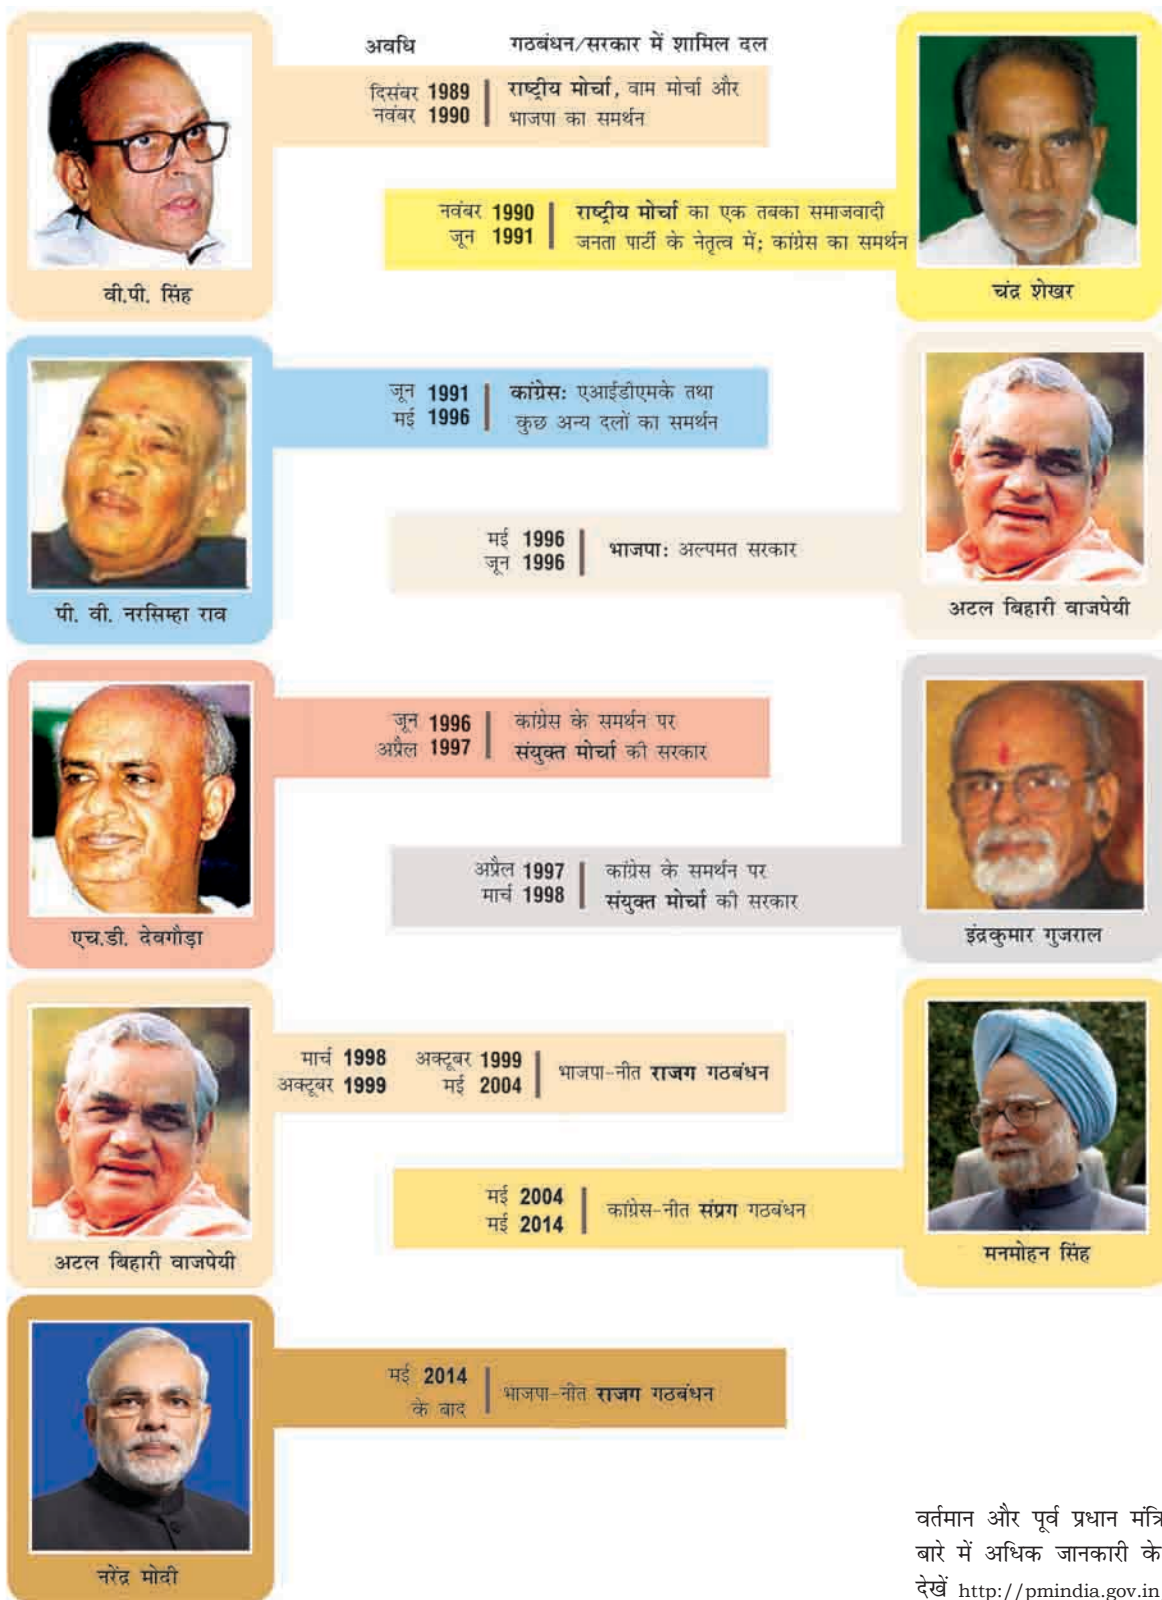 अवधि गठबंधन/सरकार में शामिल दल
दिसंबर 1989
नवंबर 1990
राष्ट्रीय मोर्चा, वाम मोर्चा और
भाजपा का समर्थन
वी.पी. सिंह
नवंबर 1990
जून 1991
राष्ट्रीय मोर्चा का एक तबका समाजवादी
जनता पार्टी के नेतृत्व में; कांग्रेस का समर्थन
चंद्र शेखर
जून 1991
मई 1996
कांग्रेस: एआईडीएमके तथा
कुछ अन्य दलों का समर्थन
पी. वी. नरसिम्हा राव
मई 1996
जून 1996
भाजपा: अल्पमत सरकार
अटल बिहारी वाजपेयी
जून 1996
अप्रैल 1997
कांग्रेस के समर्थन पर
संयुक्त मोर्चा की सरकार
एच.डी. देवगौड़ा
अप्रैल 1997
मार्च 1998
कांग्रेस के समर्थन पर
संयुक्त मोर्चा की सरकार
इंद्रकुमार गुजराल
मार्च 1998 अक्टूबर 1999
अक्टूबर 1999 मई 2004
भाजपा-नीत राजग गठबंधन
अटल बिहारी वाजपेयी
मई 2004
मई 2014
कांग्रेस-नीत संप्रग गठबंधन
मनमोहन सिंह
मई 2014
के बाद
भाजपा-नीत राजग गठबंधन
नरेंद्र मोदी
वर्तमान और पूर्व प्रधान
बारे में अधिक जानकारी के
देखें http://pmindia.gov.in